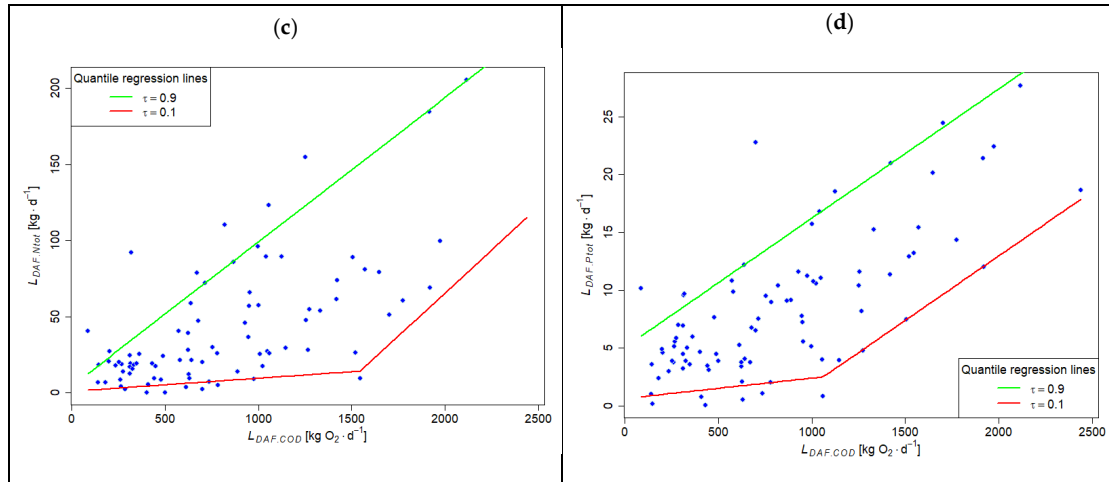 (c)
Quantile regression lines
τ = 0.9
τ = 0.1
L_DAF.Ntot [kg · d⁻¹]
200
150
100
50
0
0 500 1000 1500 2000 2500
L_DAF.COD [kg O₂ · d⁻¹]
(d)
L_DAF.Ptot [kg · d⁻¹]
25
20
15
10
5
0
Quantile regression lines
τ = 0.9
τ = 0.1
0 500 1000 1500 2000 2500
L_DAF.COD [kg O₂ · d⁻¹]